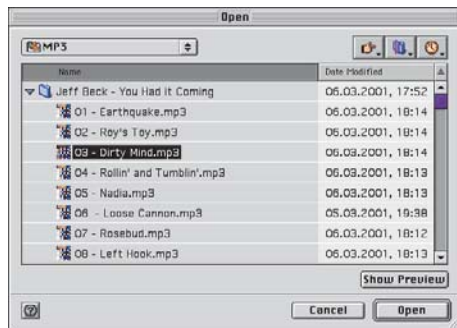 Open
MP3
Name Date Modified
Jeff Beck - You Had it Coming 06.03.2001, 17:52
01 - Earthquake.mp3 06.03.2001, 18:14
02 - Roy's Toy.mp3 06.03.2001, 18:14
03 - Dirty Mind.mp3 06.03.2001, 18:14
04 - Rollin' and Tumblin'.mp3 06.03.2001, 18:13
05 - Nadia.mp3 06.03.2001, 18:13
06 - Loose Cannon.mp3 05.03.2001, 19:38
07 - Rosebud.mp3 06.03.2001, 18:12
08 - Left Hook.mp3 06.03.2001, 18:13
Show Preview
? Cancel Open